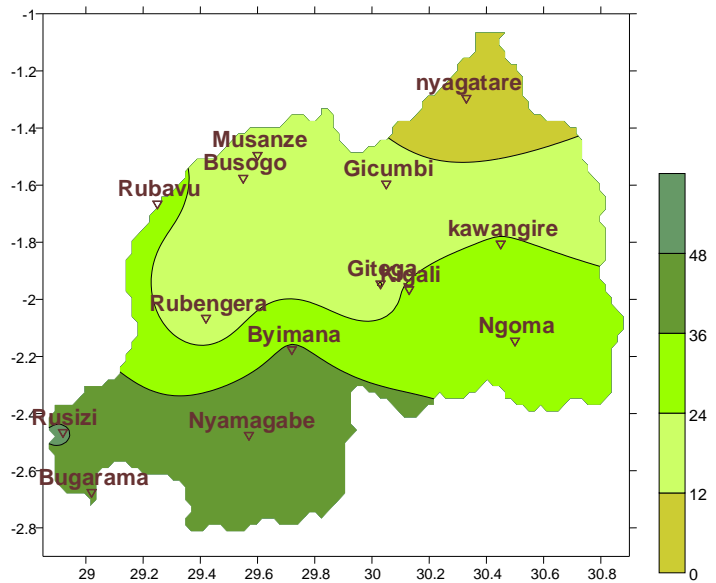 -1
-1.2
-1.4
-1.6
-1.8
-2
-2.2
-2.4
-2.6
-2.8
nyagatare
Musanze
Busogo
Gicumbi
Rubavu
kawangire
Gitega
Kigali
Rubengera
Ngoma
Byimana
Rusizi
Nyamagabe
Bugarama
29 29.2 29.4 29.6 29.8 30 30.2 30.4 30.6 30.8
48
36
24
12
0